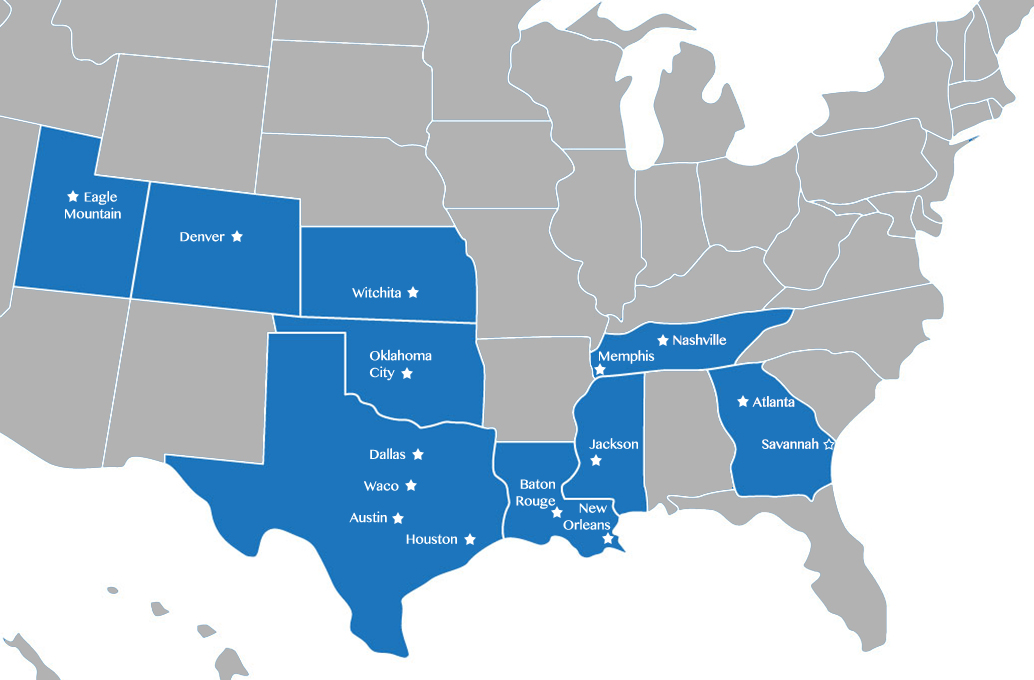 Eagle
Mountain
Denver
Witchita
Oklahoma
City
Nashville
Memphis
Atlanta
Savannah
Jackson
Dallas
Waco
Austin
Houston
Baton
Rouge
New
Orleans